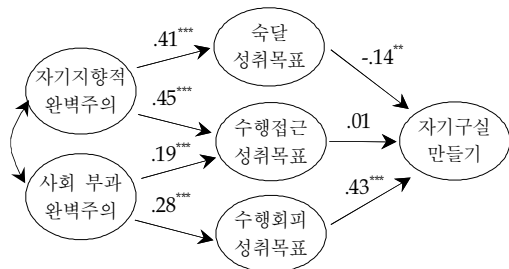 .41***
숙달
성취목표
-.14**
자기지향적
완벽주의
.45***
수행접근
성취목표
.01
자기구실
만들기
.19***
사회 부과
완벽주의
.28***
.43***
수행회피
성취목표